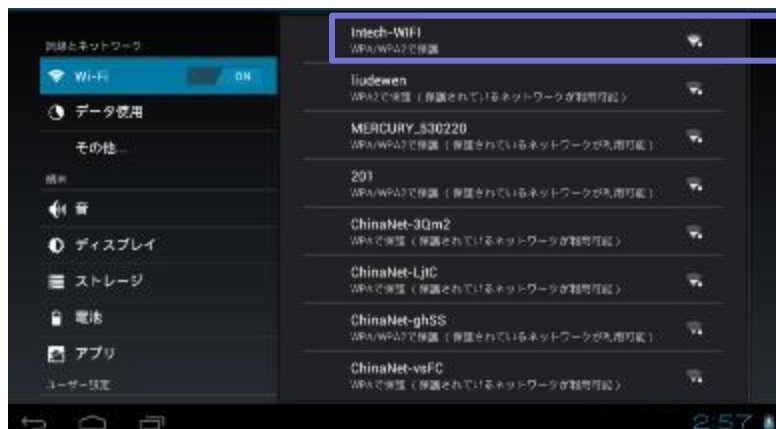 無線とネットワーク
Wi-Fi
ON
データ使用
その他...
端末
音
ディスプレイ
ストレージ
電池
アプリ
ユーザー設定
Intech-WIFI
WPA/WPA2で保護
liudewen
WPA2で保護（保護されているネットワークが利用可能）
MERCURY_530220
WPA/WPA2で保護（保護されているネットワークが利用可能）
201
WPA/WPA2で保護（保護されているネットワークが利用可能）
ChinaNet-3Qm2
WPAで保護（保護されているネットワークが利用可能）
ChinaNet-LjtC
WPAで保護（保護されているネットワークが利用可能）
ChinaNet-ghSS
WPA/WPA2で保護（保護されているネットワークが利用可能）
ChinaNet-vsFC
WPAで保護（保護されているネットワークが利用可能）
2:57